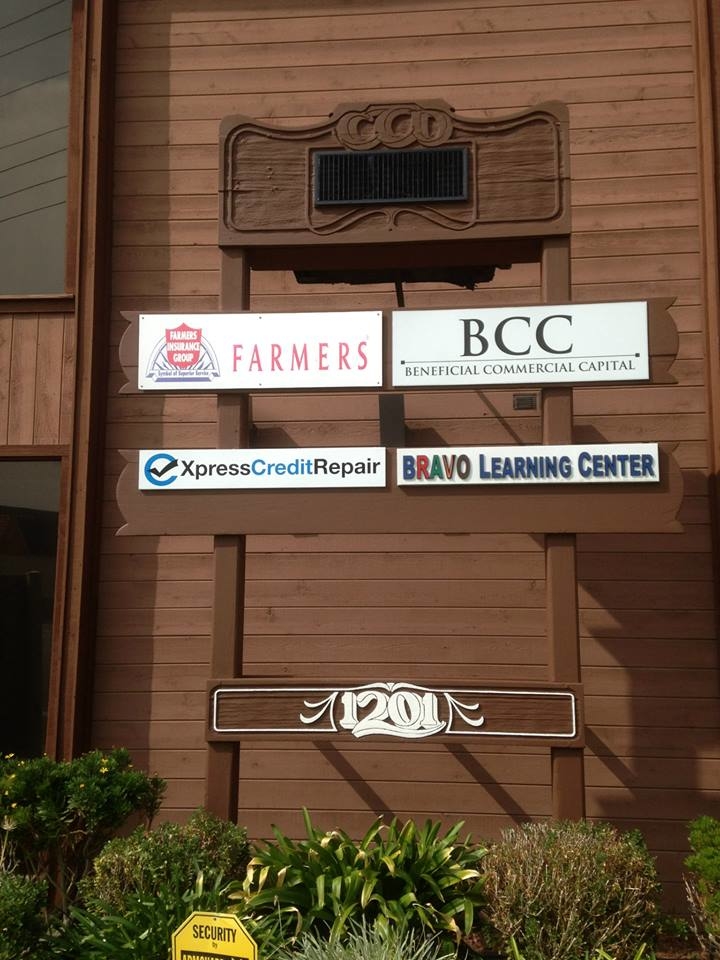 CCD
FARMERS
INSURANCE
GROUP
Symbol of Superior Service
FARMERS
BCC
BENEFICIAL COMMERCIAL CAPITAL
XpressCreditRepair
BRAVO LEARNING CENTER
1201
SECURITY
by